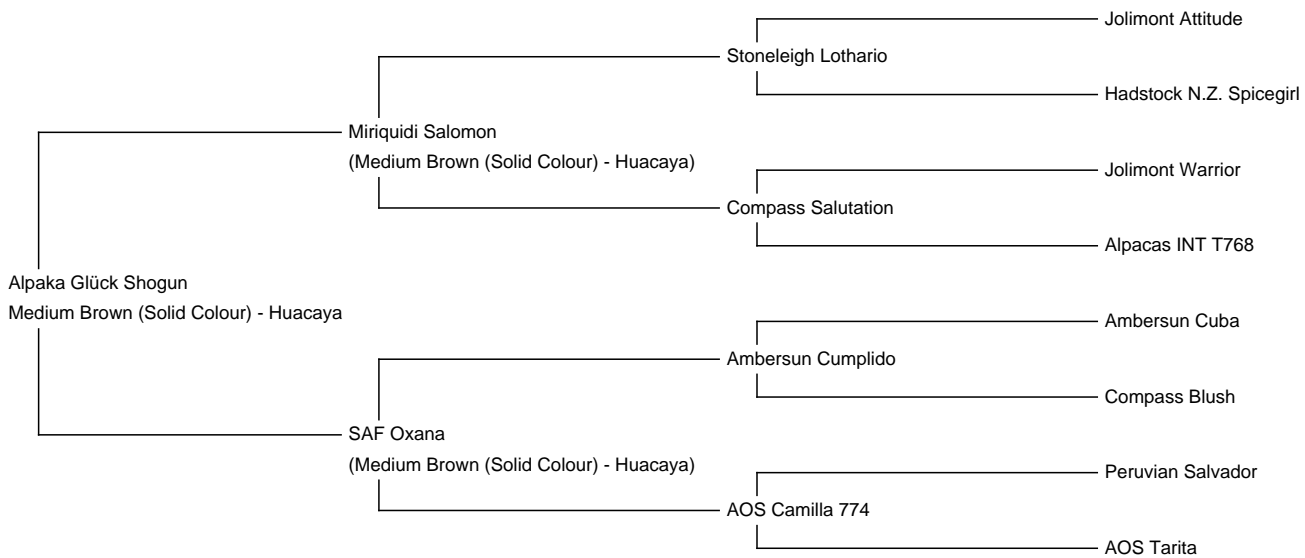 Jolimont Attitude
Stoneleigh Lothario
Hadstock N.Z. Spicegirl
Miriquidi Salomon
(Medium Brown (Solid Colour) - Huacaya)
Jolimont Warrior
Compass Salutation
Alpacas INT T768
Alpaka Glück Shogun
Medium Brown (Solid Colour) - Huacaya
Ambersun Cuba
Ambersun Cumplido
Compass Blush
SAF Oxana
(Medium Brown (Solid Colour) - Huacaya)
Peruvian Salvador
AOS Camilla 774
AOS Tarita